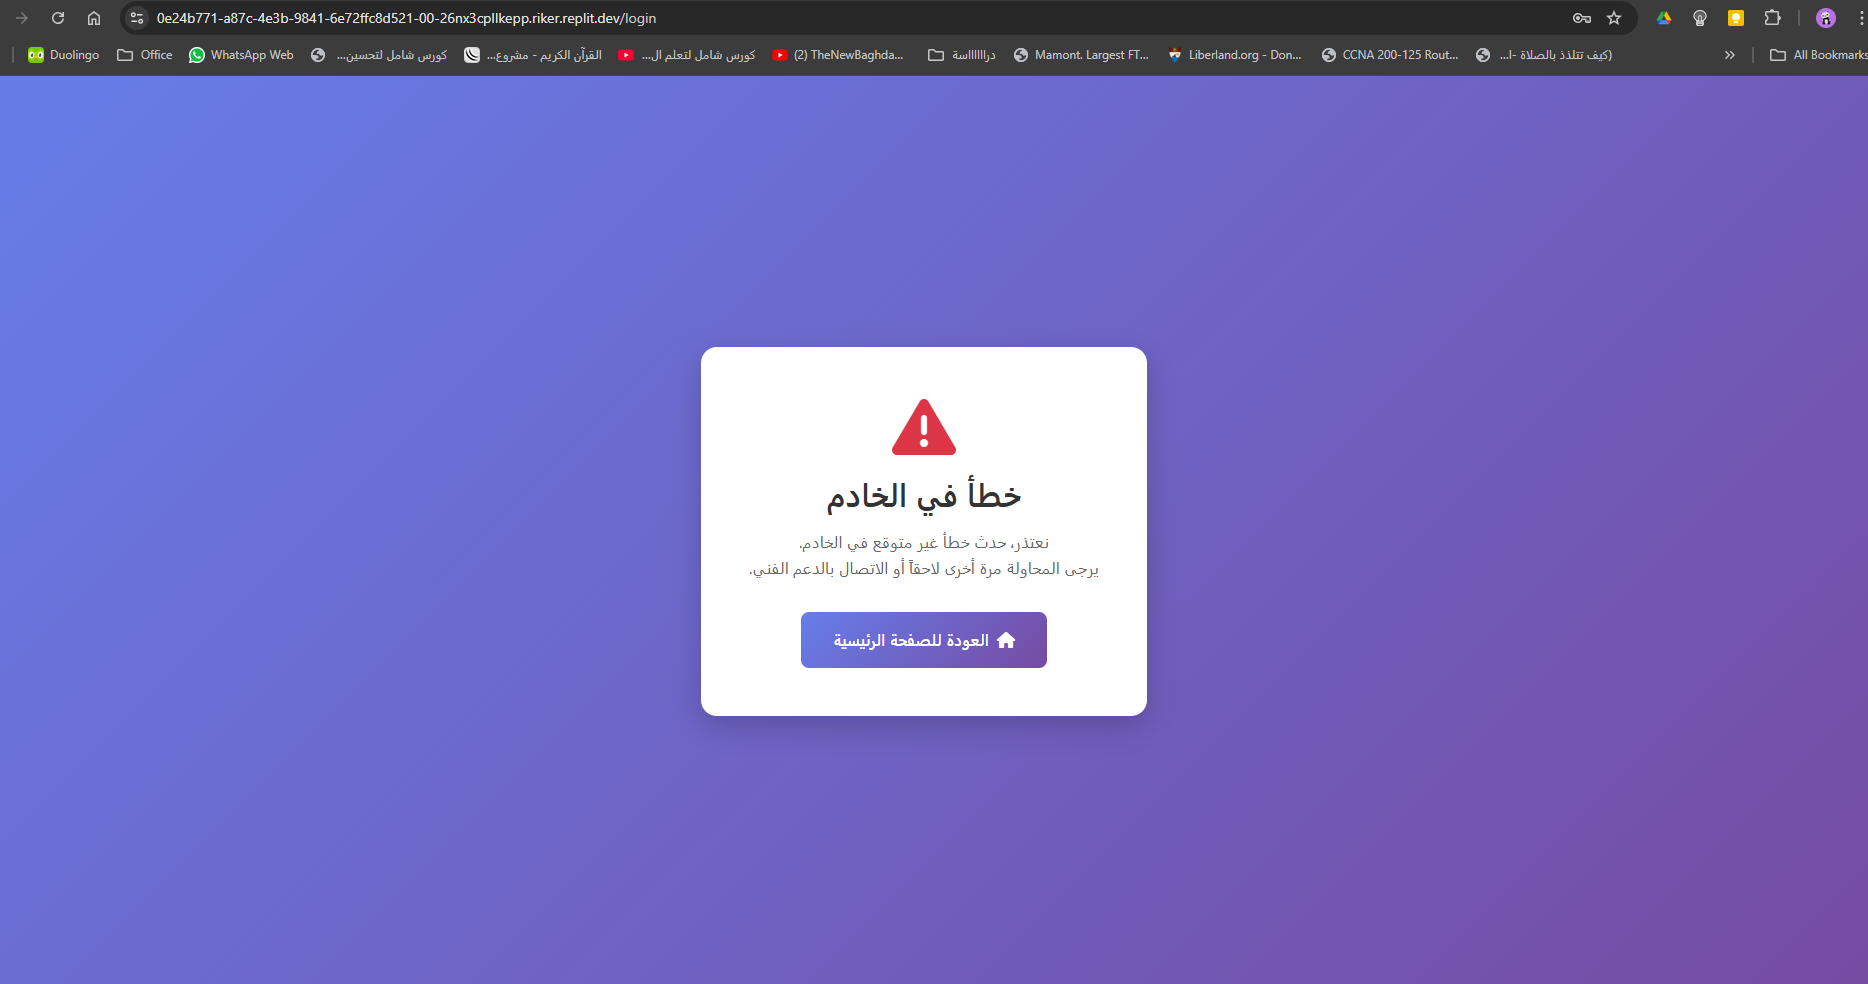 0e24b771-a87c-4e3b-9841-6e72ffc8d521-00-26nx3cpllkepp.riker.replit.dev/login
Duolingo
Office
WhatsApp Web
كورس شامل لتحسين...
القرآن الكريم - مشروع...
كورس شامل لتعلم ال...
(2) TheNewBaghda...
دراااااسة
Mamont. Largest FT...
Liberland.org - Don...
CCNA 200-125 Rout...
(كيف تتلذذ بالصلاة -ا...
All Bookmarks
خطأ في الخادم
نعتذر، حدث خطأ غير متوقع في الخادم.
يرجى المحاولة مرة أخرى لاحقاً أو الاتصال بالدعم الفني.
العودة للصفحة الرئيسية